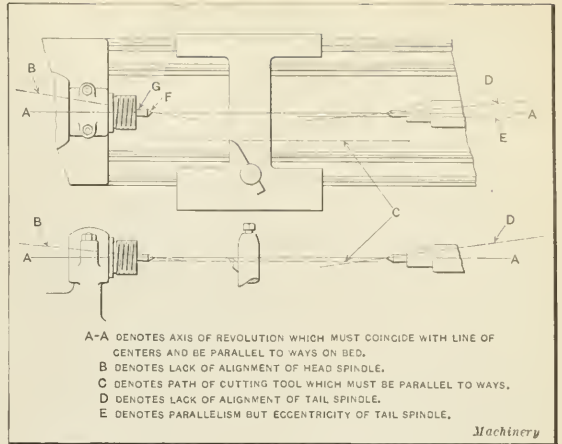 B
G
F
D
A
A
E
C
B
D
A
A
A-A DENOTES AXIS OF REVOLUTION WHICH MUST COINCIDE WITH LINE OF
CENTERS AND BE PARALLEL TO WAYS ON BED.
B DENOTES LACK OF ALIGNMENT OF HEAD SPINDLE.
C DENOTES PATH OF CUTTING TOOL WHICH MUST BE PARALLEL TO WAYS.
D DENOTES LACK OF ALIGNMENT OF TAIL SPINDLE.
E DENOTES PARALLELISM BUT ECCENTRICITY OF TAIL SPINDLE.
Machinery